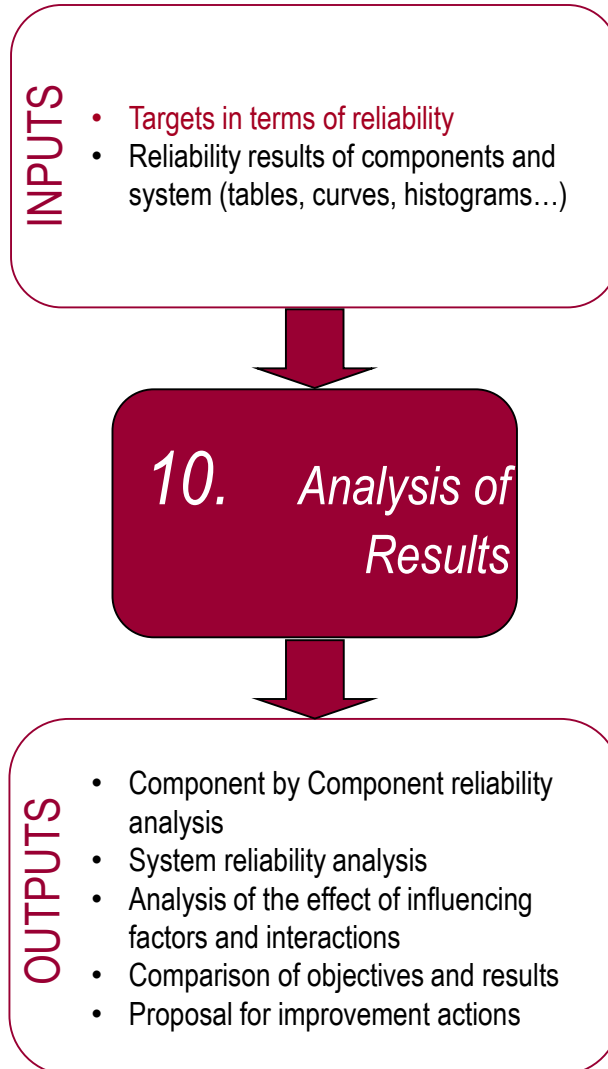 INPUTS
• Targets in terms of reliability
• Reliability results of components and
system (tables, curves, histograms…)
10. Analysis of
Results
OUTPUTS
• Component by Component reliability
analysis
• System reliability analysis
• Analysis of the effect of influencing
factors and interactions
• Comparison of objectives and results
• Proposal for improvement actions